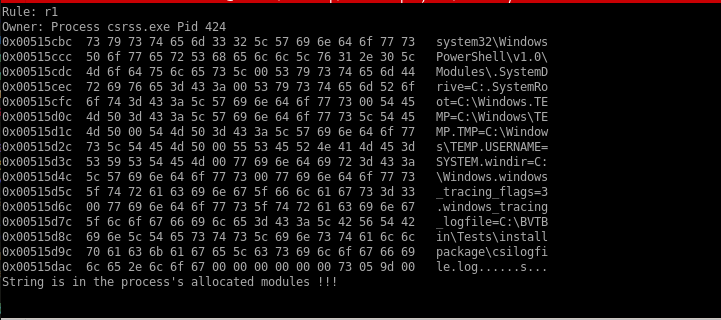 Rule: r1
Owner: Process csrss.exe Pid 424
0x00515cbc  73 79 73 74 65 6d 33 32 5c 57 69 6e 64 6f 77 73   system32\Windows
0x00515ccc  50 6f 77 65 72 53 68 65 6c 6c 5c 76 31 2e 30 5c   PowerShell\v1.0\
0x00515cdc  4d 6f 64 75 6c 65 73 5c 00 53 79 73 74 65 6d 44   Modules\.SystemD
0x00515cec  72 69 76 65 3d 43 3a 00 53 79 73 74 65 6d 52 6f   rive=C:.SystemRo
0x00515cfc  6f 74 3d 43 3a 5c 57 69 6e 64 6f 77 73 00 54 45   ot=C:\Windows.TE
0x00515d0c  4d 50 3d 43 3a 5c 57 69 6e 64 6f 77 73 5c 54 45   MP=C:\Windows\TE
0x00515d1c  4d 50 00 54 4d 50 3d 43 3a 5c 57 69 6e 64 6f 77   MP.TMP=C:\Window
0x00515d2c  73 5c 54 45 4d 50 00 55 53 45 52 4e 41 4d 45 3d   s\TEMP.USERNAME=
0x00515d3c  53 59 53 54 45 4d 00 77 69 6e 64 69 72 3d 43 3a   SYSTEM.windir=C:
0x00515d4c  5c 57 69 6e 64 6f 77 73 00 77 69 6e 64 6f 77 73   \Windows.windows
0x00515d5c  5f 74 72 61 63 69 6e 67 5f 66 6c 61 67 73 3d 33   _tracing_flags=3
0x00515d6c  00 77 69 6e 64 6f 77 73 5f 74 72 61 63 69 6e 67   .windows_tracing
0x00515d7c  5f 6c 6f 67 66 69 6c 65 3d 43 3a 5c 42 56 54 42   _logfile=C:\BVTB
0x00515d8c  69 6e 5c 54 65 73 74 73 5c 69 6e 73 74 61 6c 6c   in\Tests\install
0x00515d9c  70 61 63 6b 61 67 65 5c 63 73 69 6c 6f 67 66 69   package\csilogfi
0x00515dac  6c 65 2e 6c 6f 67 00 00 00 00 00 00 73 05 9d 00   le.log......s...
String is in the process's allocated modules !!!